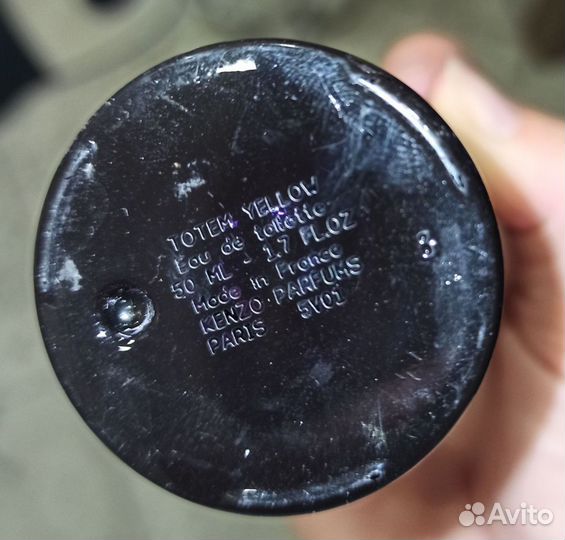 TOTEM YELLOW
Eau de toilette
50 ML - 1.7 FL.OZ
Made in France
KENZO PARFUMS
PARIS 5V01
3
Avito